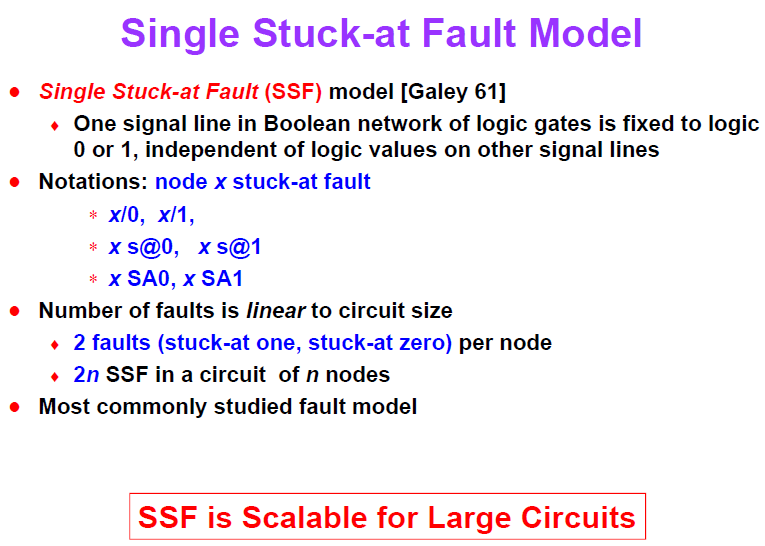 Single Stuck-at Fault Model
● Single Stuck-at Fault (SSF) model [Galey 61]
♦ One signal line in Boolean network of logic gates is fixed to logic
0 or 1, independent of logic values on other signal lines
● Notations: node x stuck-at fault
* x/0, x/1,
* x s@0, x s@1
* x SA0, x SA1
● Number of faults is linear to circuit size
♦ 2 faults (stuck-at one, stuck-at zero) per node
♦ 2n SSF in a circuit of n nodes
● Most commonly studied fault model
SSF is Scalable for Large Circuits